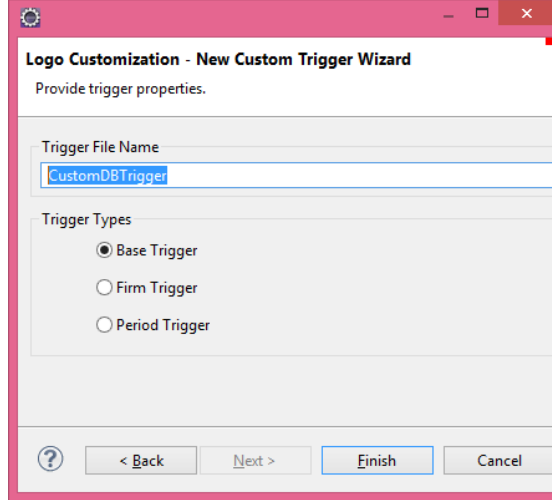 Logo Customization - New Custom Trigger Wizard
Provide trigger properties.
Trigger File Name
CustomDBTrigger
Trigger Types
Base Trigger
Firm Trigger
Period Trigger
?
< Back
Next >
Finish
Cancel